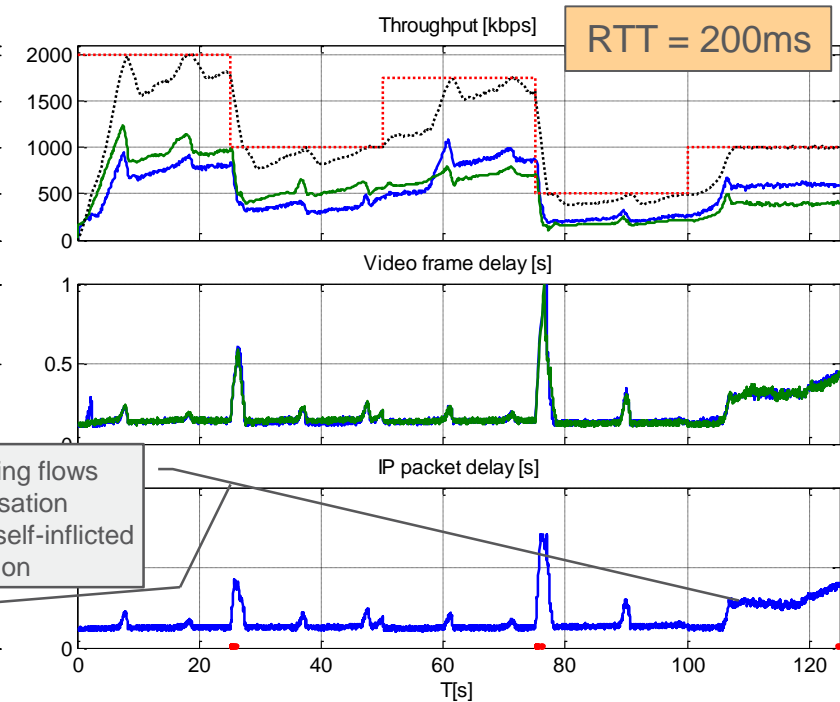 Throughput [kbps]
RTT = 200ms
2000
1500
1000
500
0
Video frame delay [s]
1
0.5
0
IP packet delay [s]
ing flows
sation
self-inflicted
on
0
0 20 40 60 80 100 120
T[s]